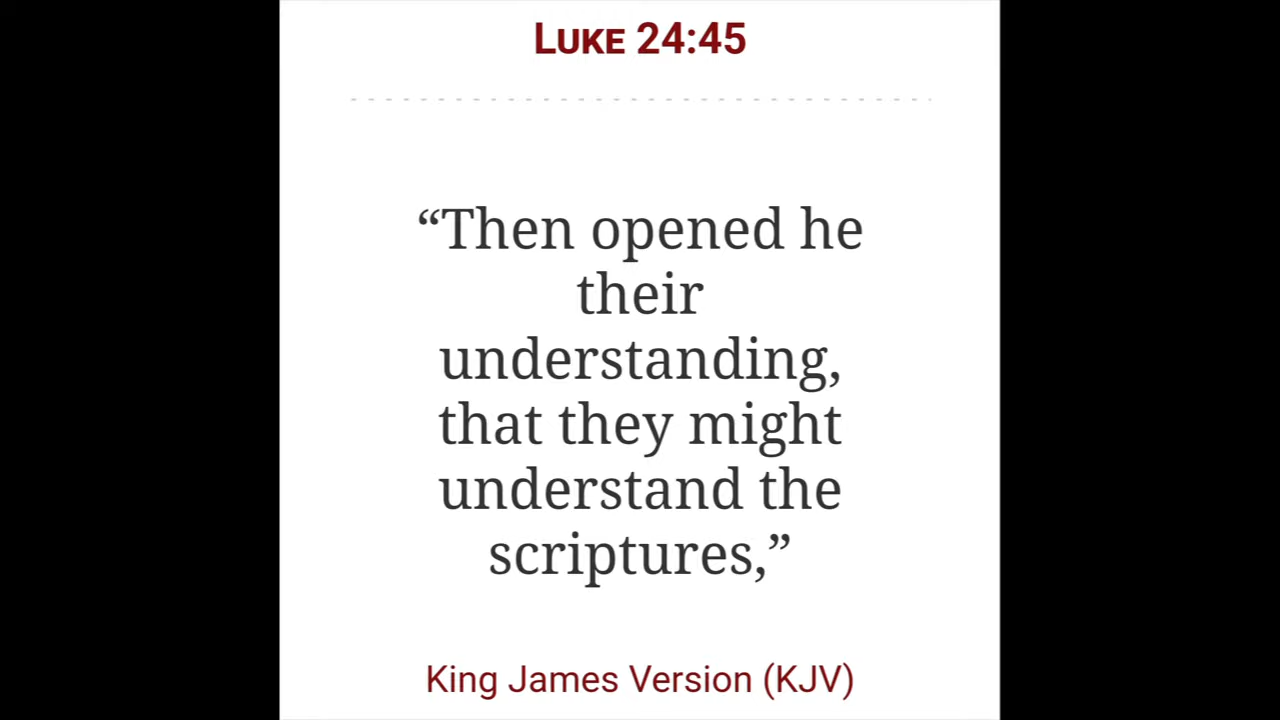 LUKE 24:45
“Then opened he
their
understanding,
that they might
understand the
scriptures,”
King James Version (KJV)